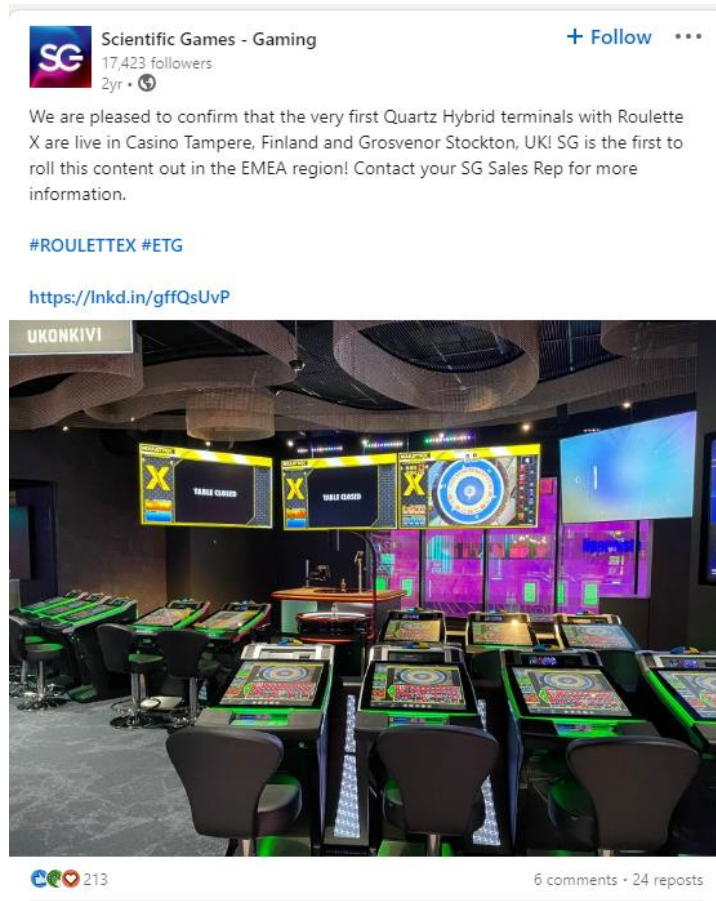 SG
Scientific Games - Gaming
+ Follow
17,423 followers
2yr •
We are pleased to confirm that the very first Quartz Hybrid terminals with Roulette
X are live in Casino Tampere, Finland and Grosvenor Stockton, UK! SG is the first to
roll this content out in the EMEA region! Contact your SG Sales Rep for more
information.
#ROULETTEX #ETG
https://lnkd.in/gffQsUvP
UKONKIVI
X
TABLE CLOSED
X
TABLE CLOSED
X
213
6 comments • 24 reposts